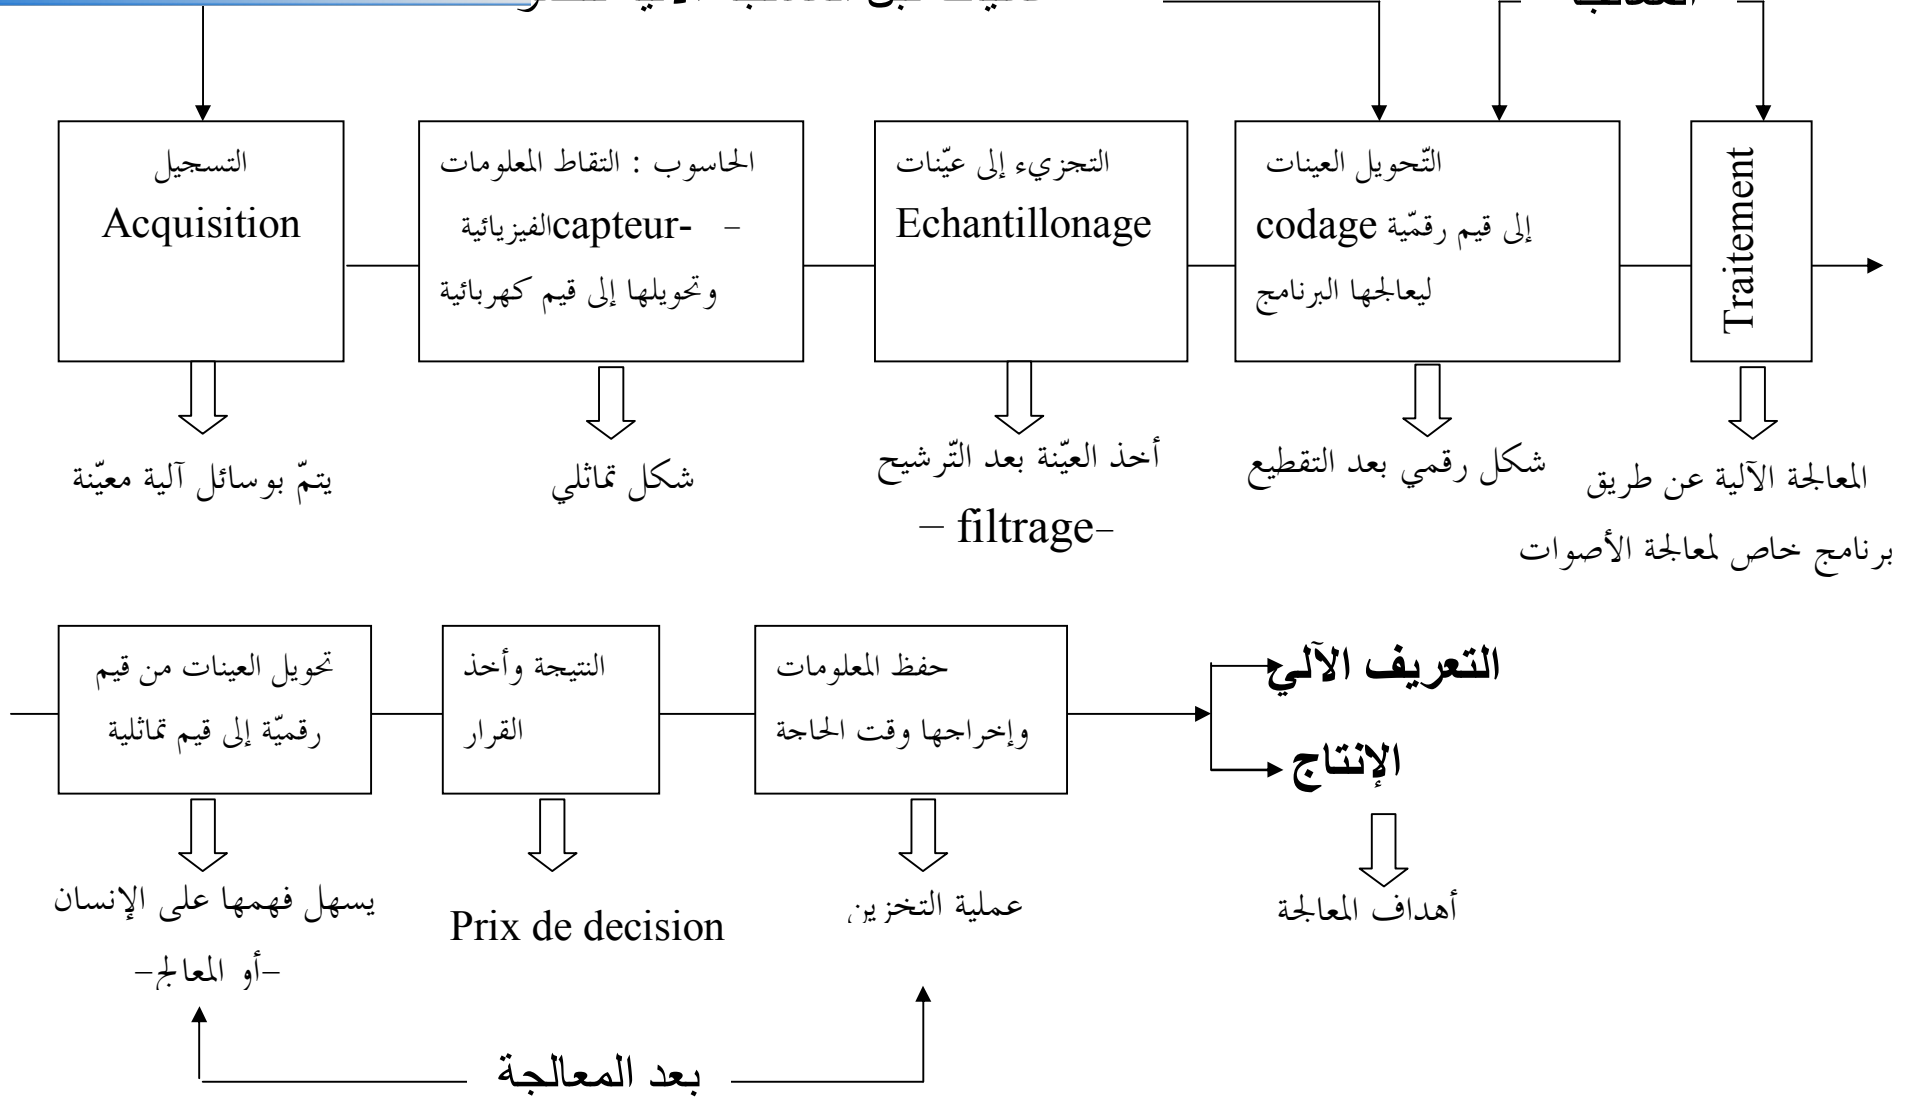 التسجيل
Acquisition
الحاسوب : التقاط المعلومات
الفيزيائية -capteur- –
وتحويلها إلى قيم كهربائية
التجزيء إلى عيّنات
Echantillonage
التّحويل العينات
إلى قيم رقمّية codage
ليعالجها البرنامج
Traitement
يتمّ بوسائل آلية معيّنة
شكل تماثلي
أخذ العيّنة بعد التّرشيح
– filtrage-
شكل رقمي بعد التقطيع
المعالجة الآلية عن طريق
برنامج خاص لمعالجة الأصوات
تحويل العينات من قيم
رقميّة إلى قيم تماثلية
النتيجة وأخذ
القرار
حفظ المعلومات
وإخراجها وقت الحاجة
التعريف الآلي
الإنتاج
يسهل فهمها على الإنسان
-أو المعالج-
Prix de decision
عملية التخزين
أهداف المعالجة
بعد المعالجة